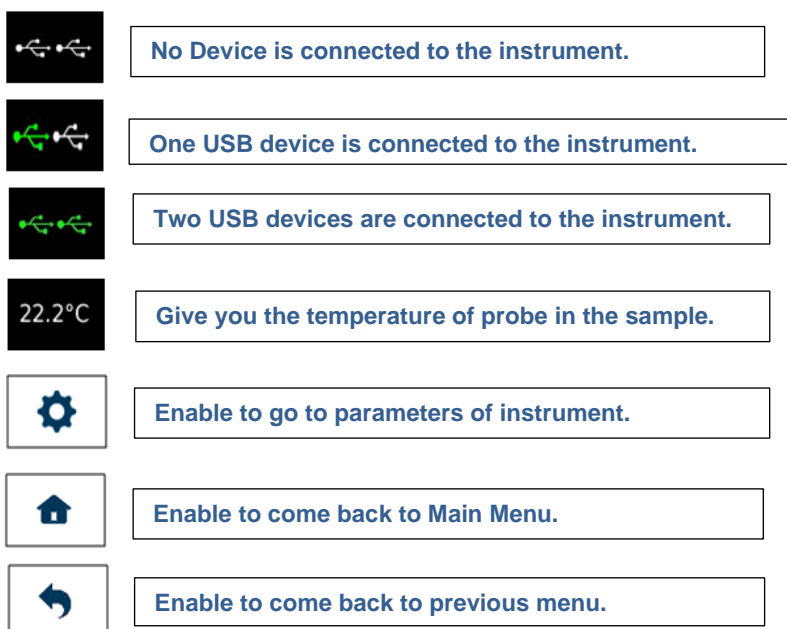 No Device is connected to the instrument.
One USB device is connected to the instrument.
Two USB devices are connected to the instrument.
22.2°C
Give you the temperature of probe in the sample.
Enable to go to parameters of instrument.
Enable to come back to Main Menu.
Enable to come back to previous menu.